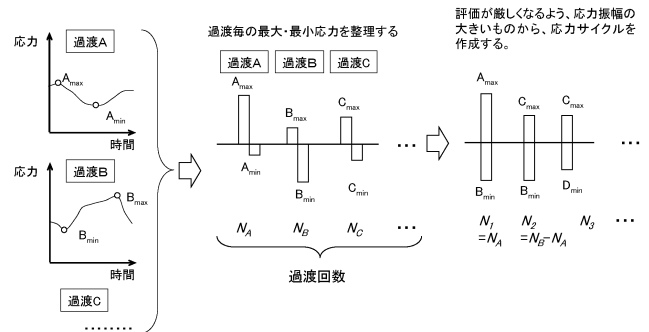 応力
過渡A
Amax
Amin
時間
応力
過渡B
Bmax
Bmin
時間
過渡C
‥‥‥‥
過渡毎の最大・最小応力を整理する
過渡A 過渡B 過渡C
Amax
Bmax
Cmax
Amin
Bmin
Cmin
…
NA NB NC …
過渡回数
評価が厳しくなるよう、応力振幅の
大きいものから、応力サイクルを
作成する。
Amax
Cmax
Cmax
Bmin
Bmin
Dmin
…
N1 N2 N3 …
=NA =NB−NA